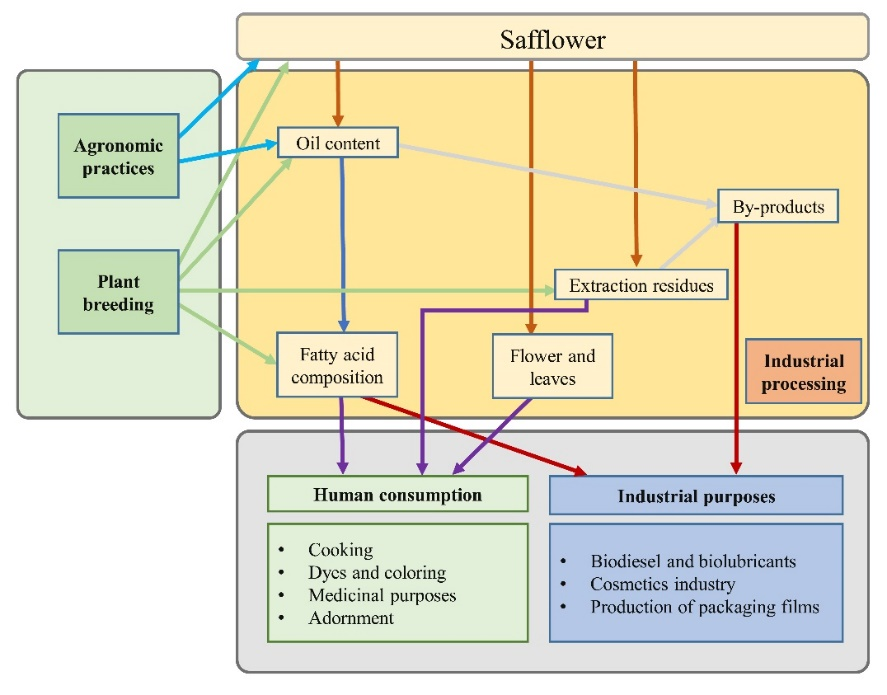 Safflower
Agronomic
practices
Oil content
By-products
Plant
breeding
Extraction residues
Fatty acid
composition
Flower and
leaves
Industrial
processing
Human consumption
Industrial purposes
• Cooking
• Dyes and coloring
• Medicinal purposes
• Adornment
• Biodiesel and biolubricants
• Cosmetics industry
• Production of packaging films